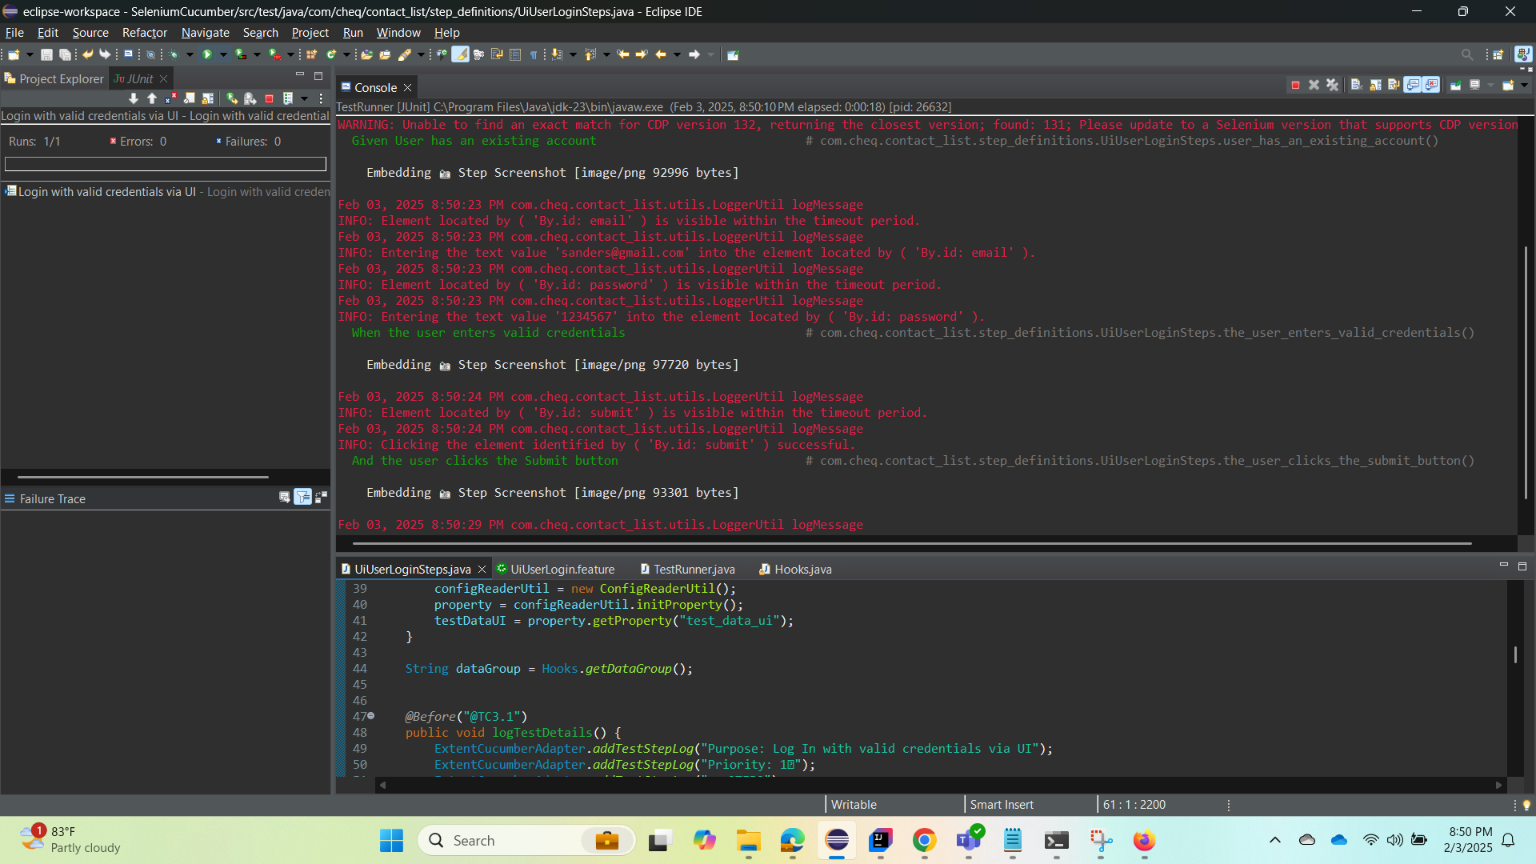 eclipse-workspace - SeleniumCucumber/src/test/java/com/cheq/contact_list/step_definitions/UiUserLoginSteps.java - Eclipse IDE
File Edit Source Refactor Navigate Search Project Run Window Help
Project Explorer JUnit
Login with valid credentials via UI - Login with valid credential
Runs: 1/1 Errors: 0 Failures: 0
Login with valid credentials via UI - Login with valid creden
Failure Trace
Console
TestRunner [JUnit] C:\Program Files\Java\jdk-23\bin\javaw.exe (Feb 3, 2025, 8:50:10 PM elapsed: 0:00:18) [pid: 26632]
WARNING: Unable to find an exact match for CDP version 132, returning the closest version; found: 131; Please update to a Selenium version that supports CDP version
Given User has an existing account # com.cheq.contact_list.step_definitions.UiUserLoginSteps.user_has_an_existing_account()
Embedding Step Screenshot [image/png 92996 bytes]
Feb 03, 2025 8:50:23 PM com.cheq.contact_list.utils.LoggerUtil logMessage
INFO: Element located by ( 'By.id: email' ) is visible within the timeout period.
Feb 03, 2025 8:50:23 PM com.cheq.contact_list.utils.LoggerUtil logMessage
INFO: Entering the text value 'sanders@gmail.com' into the element located by ( 'By.id: email' ).
Feb 03, 2025 8:50:23 PM com.cheq.contact_list.utils.LoggerUtil logMessage
INFO: Element located by ( 'By.id: password' ) is visible within the timeout period.
Feb 03, 2025 8:50:23 PM com.cheq.contact_list.utils.LoggerUtil logMessage
INFO: Entering the text value '1234567' into the element located by ( 'By.id: password' ).
When the user enters valid credentials # com.cheq.contact_list.step_definitions.UiUserLoginSteps.the_user_enters_valid_credentials()
Embedding Step Screenshot [image/png 97720 bytes]
Feb 03, 2025 8:50:24 PM com.cheq.contact_list.utils.LoggerUtil logMessage
INFO: Element located by ( 'By.id: submit' ) is visible within the timeout period.
Feb 03, 2025 8:50:24 PM com.cheq.contact_list.utils.LoggerUtil logMessage
INFO: Clicking the element identified by ( 'By.id: submit' ) successful.
And the user clicks the Submit button # com.cheq.contact_list.step_definitions.UiUserLoginSteps.the_user_clicks_the_submit_button()
Embedding Step Screenshot [image/png 93301 bytes]
Feb 03, 2025 8:50:29 PM com.cheq.contact_list.utils.LoggerUtil logMessage
UiUserLoginSteps.java UiUserLogin.feature TestRunner.java Hooks.java
39 configReaderUtil = new ConfigReaderUtil();
40 property = configReaderUtil.initProperty();
41 testDataUI = property.getProperty("test_data_ui");
42 }
43
44 String dataGroup = Hooks.getDataGroup();
45
46
47 @Before("@TC3.1")
48 public void logTestDetails() {
49 ExtentCucumberAdapter.addTestStepLog("Purpose: Log In with valid credentials via UI");
50 ExtentCucumberAdapter.addTestStepLog("Priority: 1");
Writable Smart Insert 61 : 1 : 2200
1 83°F
Partly cloudy
Search
8:50 PM
2/3/2025